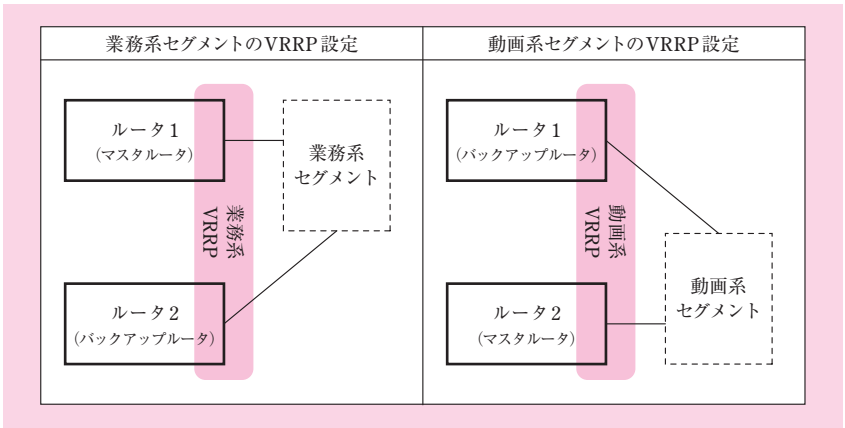 業務系セグメントのVRRP設定
動画系セグメントのVRRP設定
ルータ1
(マスタルータ)
業務系
セグメント
業務系
VRRP
ルータ2
(バックアップルータ)
ルータ1
(バックアップルータ)
動画系
VRRP
動画系
セグメント
ルータ2
(マスタルータ)